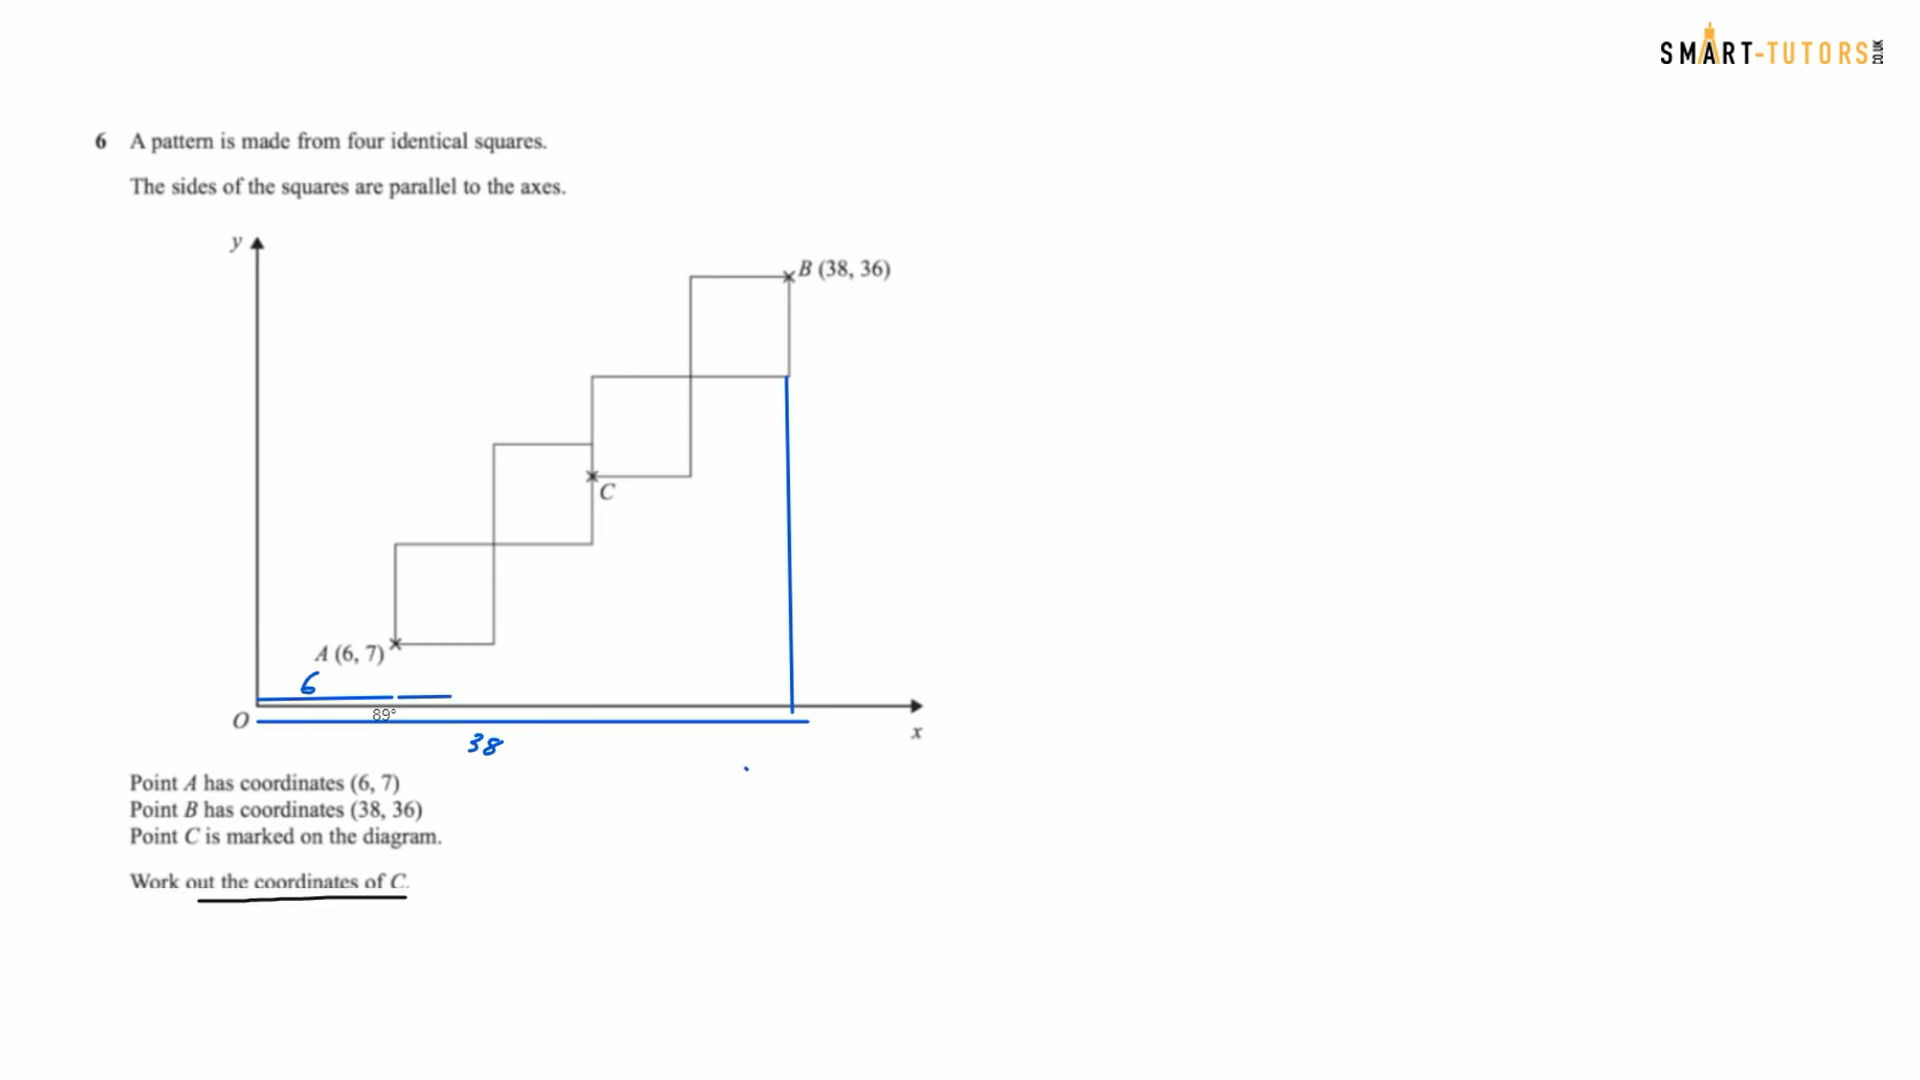 SMART-TUTORS.CO.UK
6 A pattern is made from four identical squares.
The sides of the squares are parallel to the axes.
y
B (38, 36)
C
A (6, 7)
6
O
89°
x
38
Point A has coordinates (6, 7)
Point B has coordinates (38, 36)
Point C is marked on the diagram.
Work out the coordinates of C.